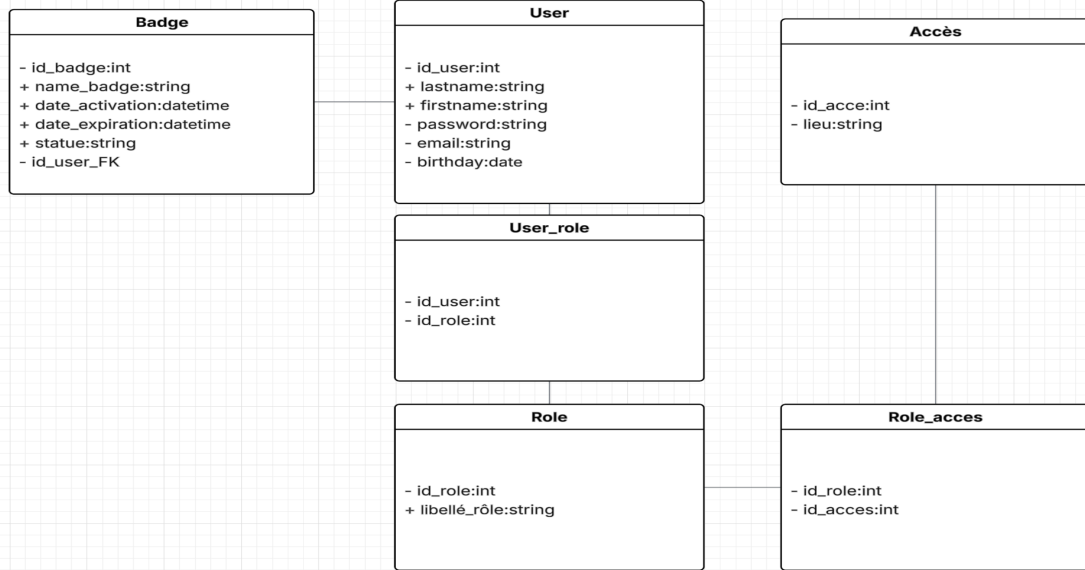 Badge
- id_badge:int
+ name_badge:string
+ date_activation:datetime
+ date_expiration:datetime
+ statue:string
- id_user_FK
User
- id_user:int
+ lastname:string
+ firstname:string
- password:string
- email:string
- birthday:date
Accès
- id_acce:int
- lieu:string
User_role
- id_user:int
- id_role:int
Role
- id_role:int
+ libellé_rôle:string
Role_acces
- id_role:int
- id_acces:int